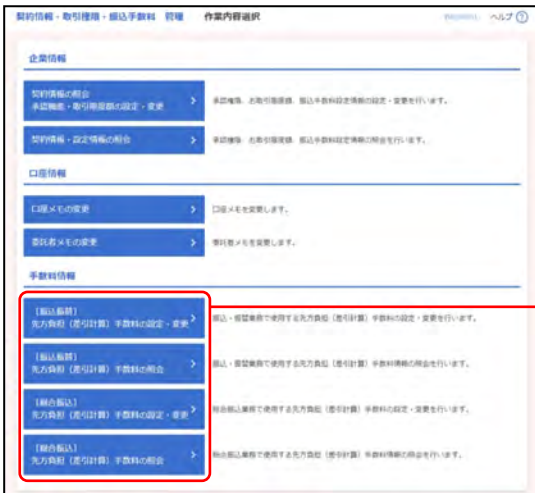 契約情報・取引権限・振込手数料 管理 作業内容選択 ヘルプ ?
企業情報
契約情報の照会
承認機能・取引限度額の設定・変更
承認権限、お取引限度額、振込手数料設定情報の設定・変更を行います。
契約情報・設定情報の照会
承認権限、お取引限度額、振込手数料設定情報の照会を行います。
口座情報
口座メモの変更
口座メモを変更します。
委託者メモの変更
委託者メモを変更します。
手数料情報
[振込振替]
先方負担（差引計算）手数料の設定・変更
振込・振替業務で使用する先方負担（差引計算）手数料の設定・変更を行います。
[振込振替]
先方負担（差引計算）手数料の照会
振込・振替業務で使用する先方負担（差引計算）手数料情報の照会を行います。
[総合振込]
先方負担（差引計算）手数料の設定・変更
総合振込業務で使用する先方負担（差引計算）手数料の設定・変更を行います。
[総合振込]
先方負担（差引計算）手数料の照会
総合振込業務で使用する先方負担（差引計算）手数料情報の照会を行います。